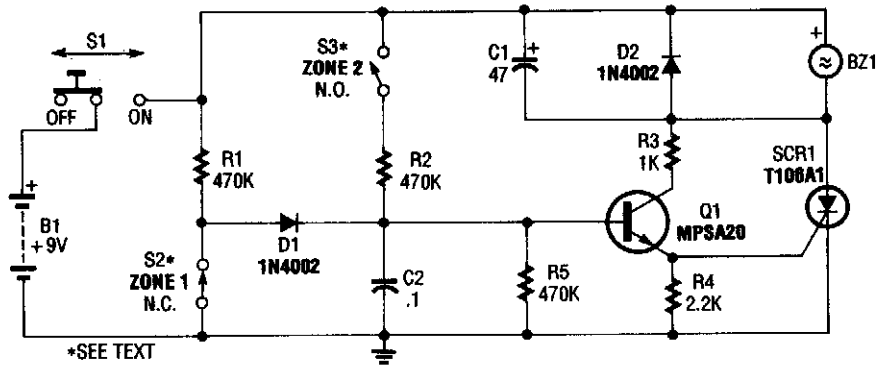 S1
OFF
ON
+
B1
+9V
S3*
ZONE 2
N.O.
R1
470K
R2
470K
C1
47
+
D2
1N4002
+
BZ1
R3
1K
SCR1
T106A1
Q1
MPSA20
D1
1N4002
S2*
ZONE 1
N.C.
C2
.1
R5
470K
R4
2.2K
*SEE TEXT